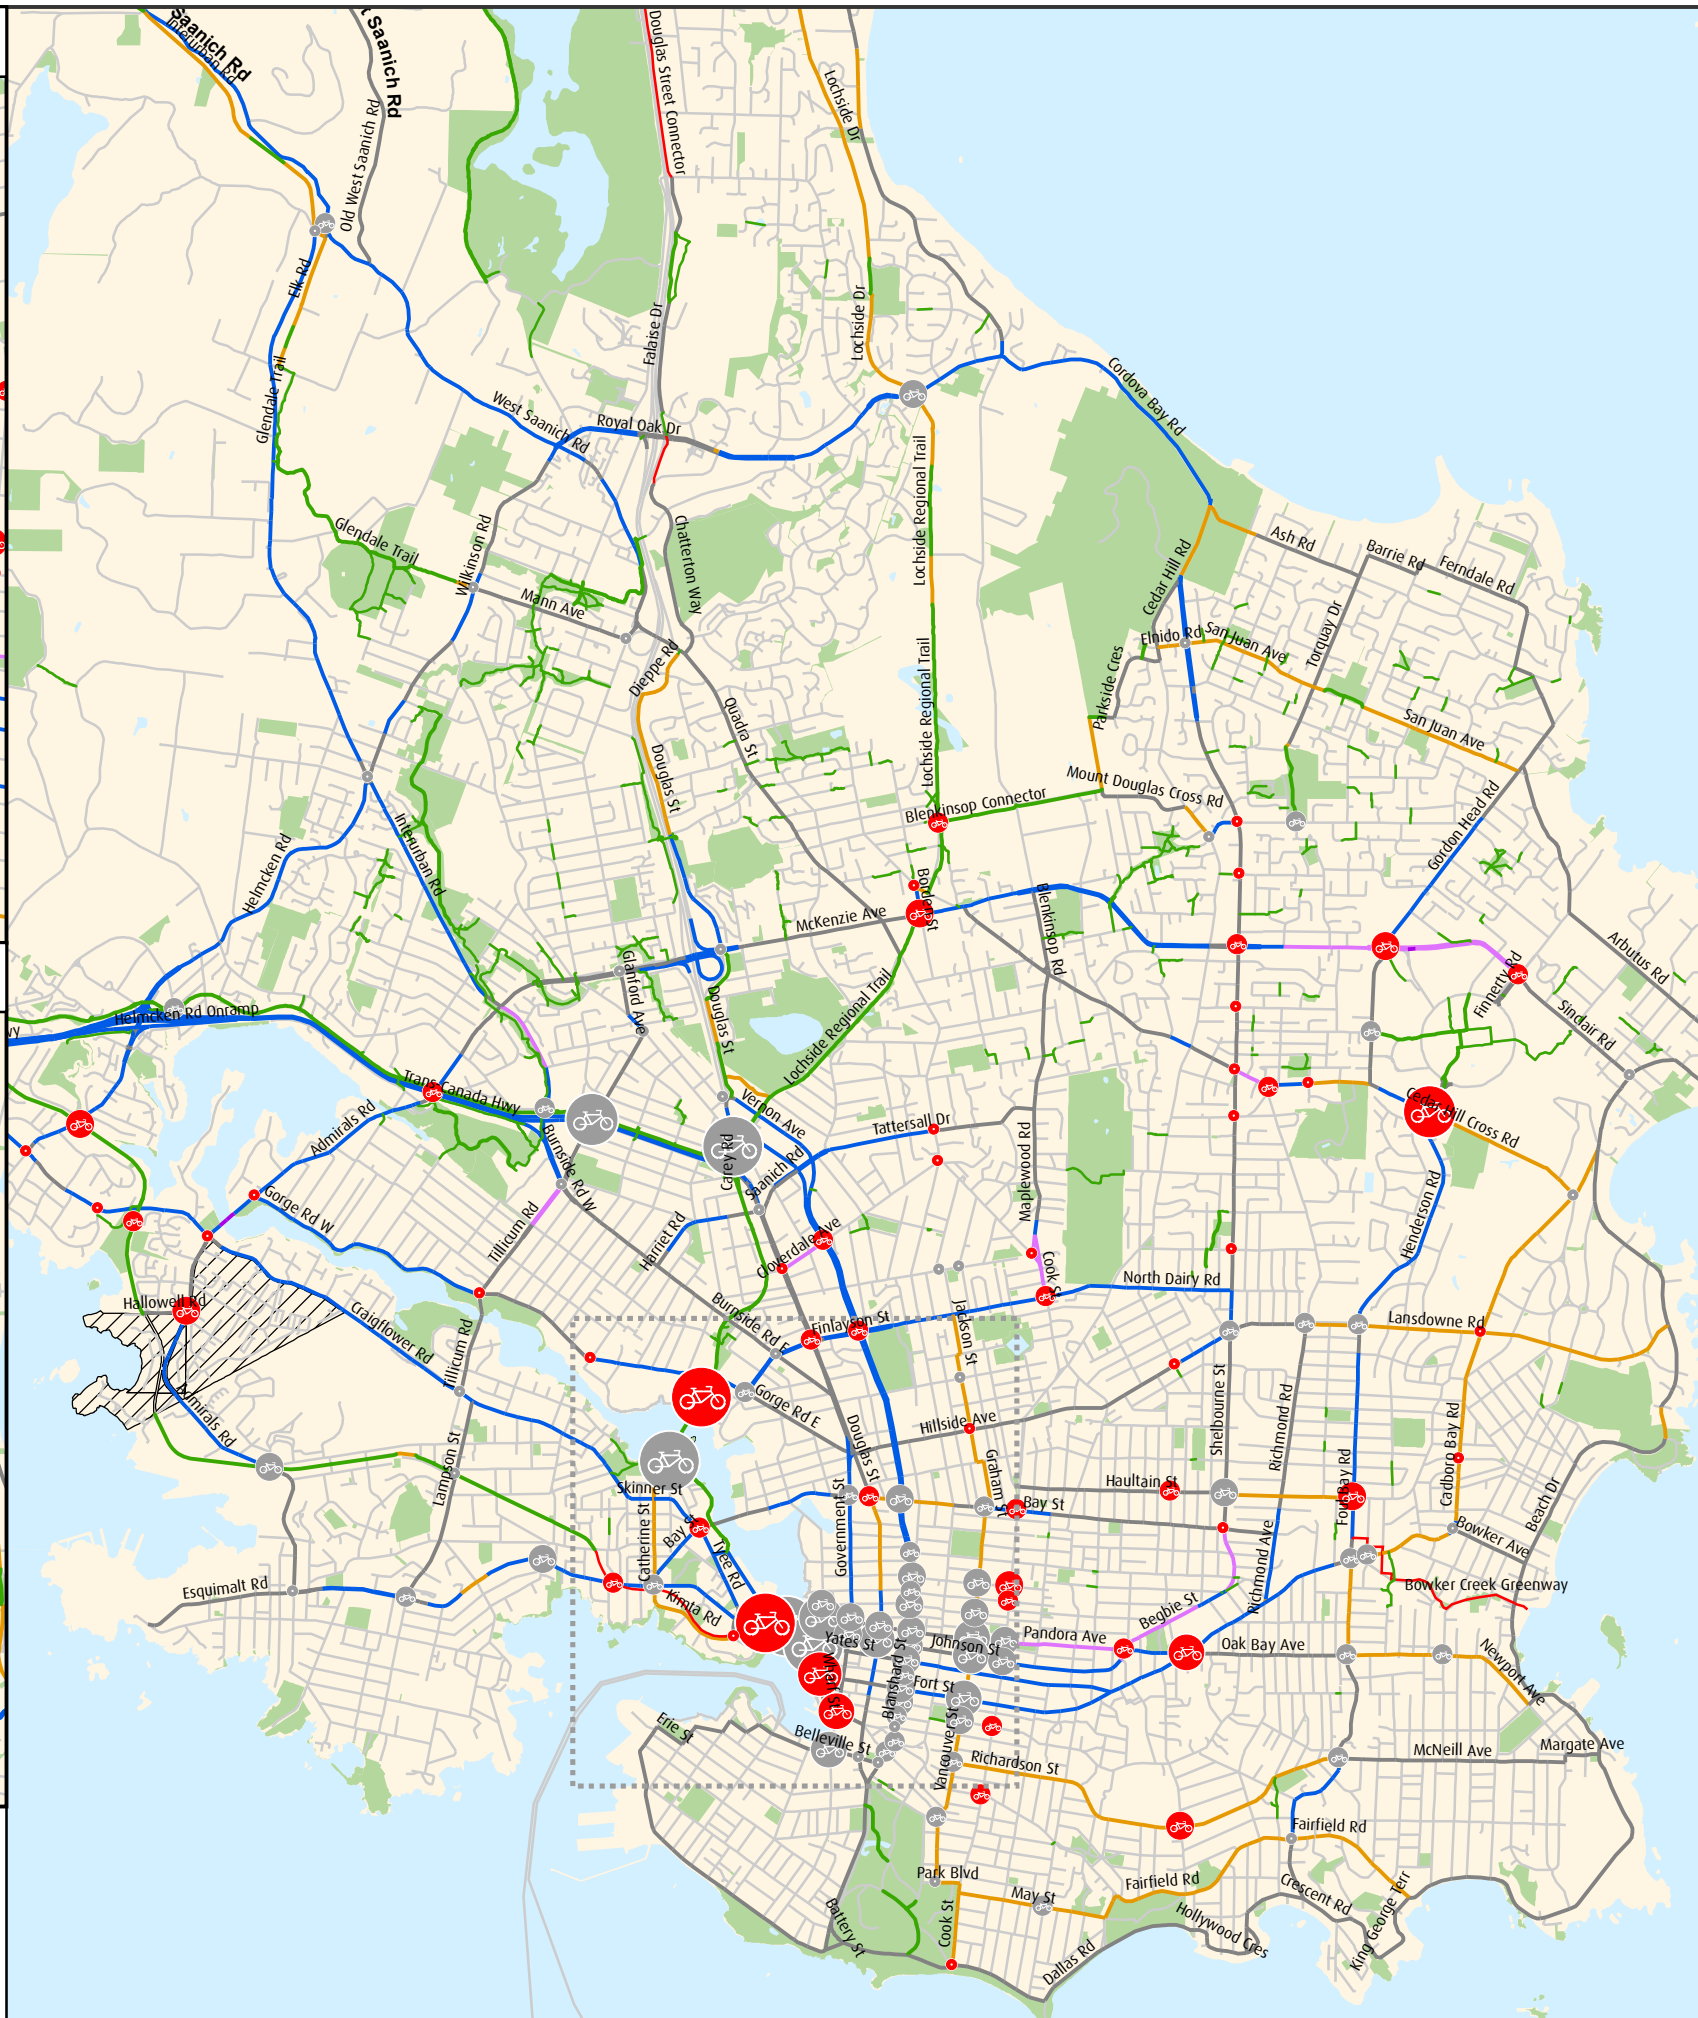 Saanich Rd
Interurban Rd
t Saanich Rd
Douglas Street Connector
Lochside Dr
Old West Saanich Rd
Elk Rd
Falaise Dr
Lochside Dr
Glendale Trail
Cordova Bay Rd
West Saanich Rd
Royal Oak Dr
Lochside Regional Trail
Glendale Trail
Wilkinson Rd
Chatterton Way
Mann Ave
Ash Rd
Barrie Rd
Ferndale Rd
Cedar Hill Rd
Elnido Rd
San Juan Ave
Torquay Dr
Dieppe Rd
Parkside Cres
Lochside Regional Trail
Quadra St
San Juan Ave
Douglas St
Mount Douglas Cross Rd
Blenkinsop Connector
Interurban Rd
Gordon Head Rd
Helmcken Rd
Borden St
McKenzie Ave
Blenkinsop Rd
Glanford Ave
Arbutus Rd
Finnerty Rd
Sinclair Rd
wy
Helmcken Rd Onramp
Douglas St
Lochside Regional Trail
Trans Canada Hwy
Admirals Rd
Vernon Ave
Tattersall Dr
Cedar Hill Cross Rd
Burnside Rd W
Carey Rd
Saanich Rd
Maplewood Rd
Henderson Rd
Gorge Rd W
Tillicum Rd
Harriet Rd
Cloverdale Ave
Cook St
North Dairy Rd
Hallowell Rd
Craigflower Rd
Burnside Rd E
Finlayson St
Jackson St
Lansdowne Rd
Tillicum Rd
Admirals Rd
Gorge Rd E
Douglas St
Hillside Ave
Shelbourne St
Richmond Rd
Cadboro Bay Rd
Lampson St
Skinner St
Graham St
Haultain St
Foul Bay Rd
Beach Dr
Bay St
Government St
Catherine St
Bay St
Tyee Rd
Richmond Ave
Bowker Ave
Esquimalt Rd
Kimta Rd
Bowker Creek Greenway
Begbie St
Yates St
Johnson St
Pandora Ave
Oak Bay Ave
Wharf St
Blanshard St
Fort St
Newport Ave
Erie St
Belleville St
Vancouver St
Richardson St
McNeill Ave
Margate Ave
Fairfield Rd
Park Blvd
May St
Fairfield Rd
Crescent Rd
King George Terr
Battery St
Cook St
Hollywood Cres
Dallas Rd
Lochside Regional Trail